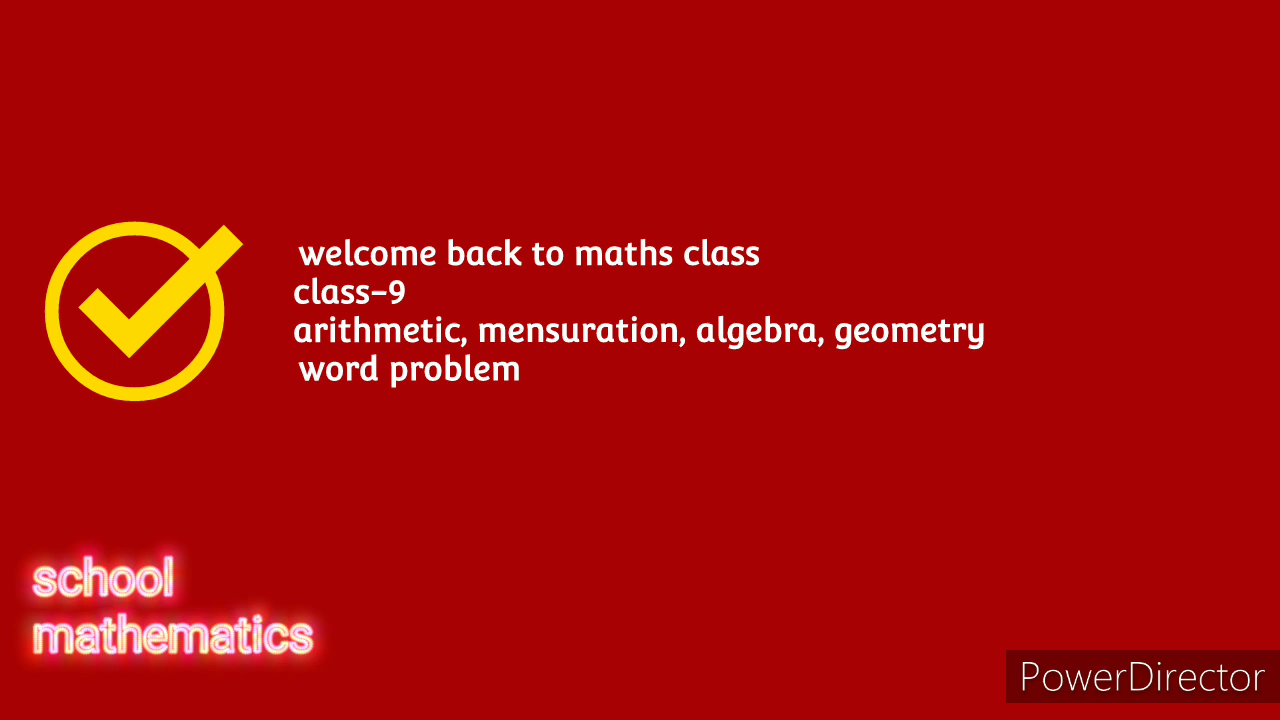 welcome back to maths class
class-9
arithmetic, mensuration, algebra, geometry
word problem
school
mathematics
PowerDirector